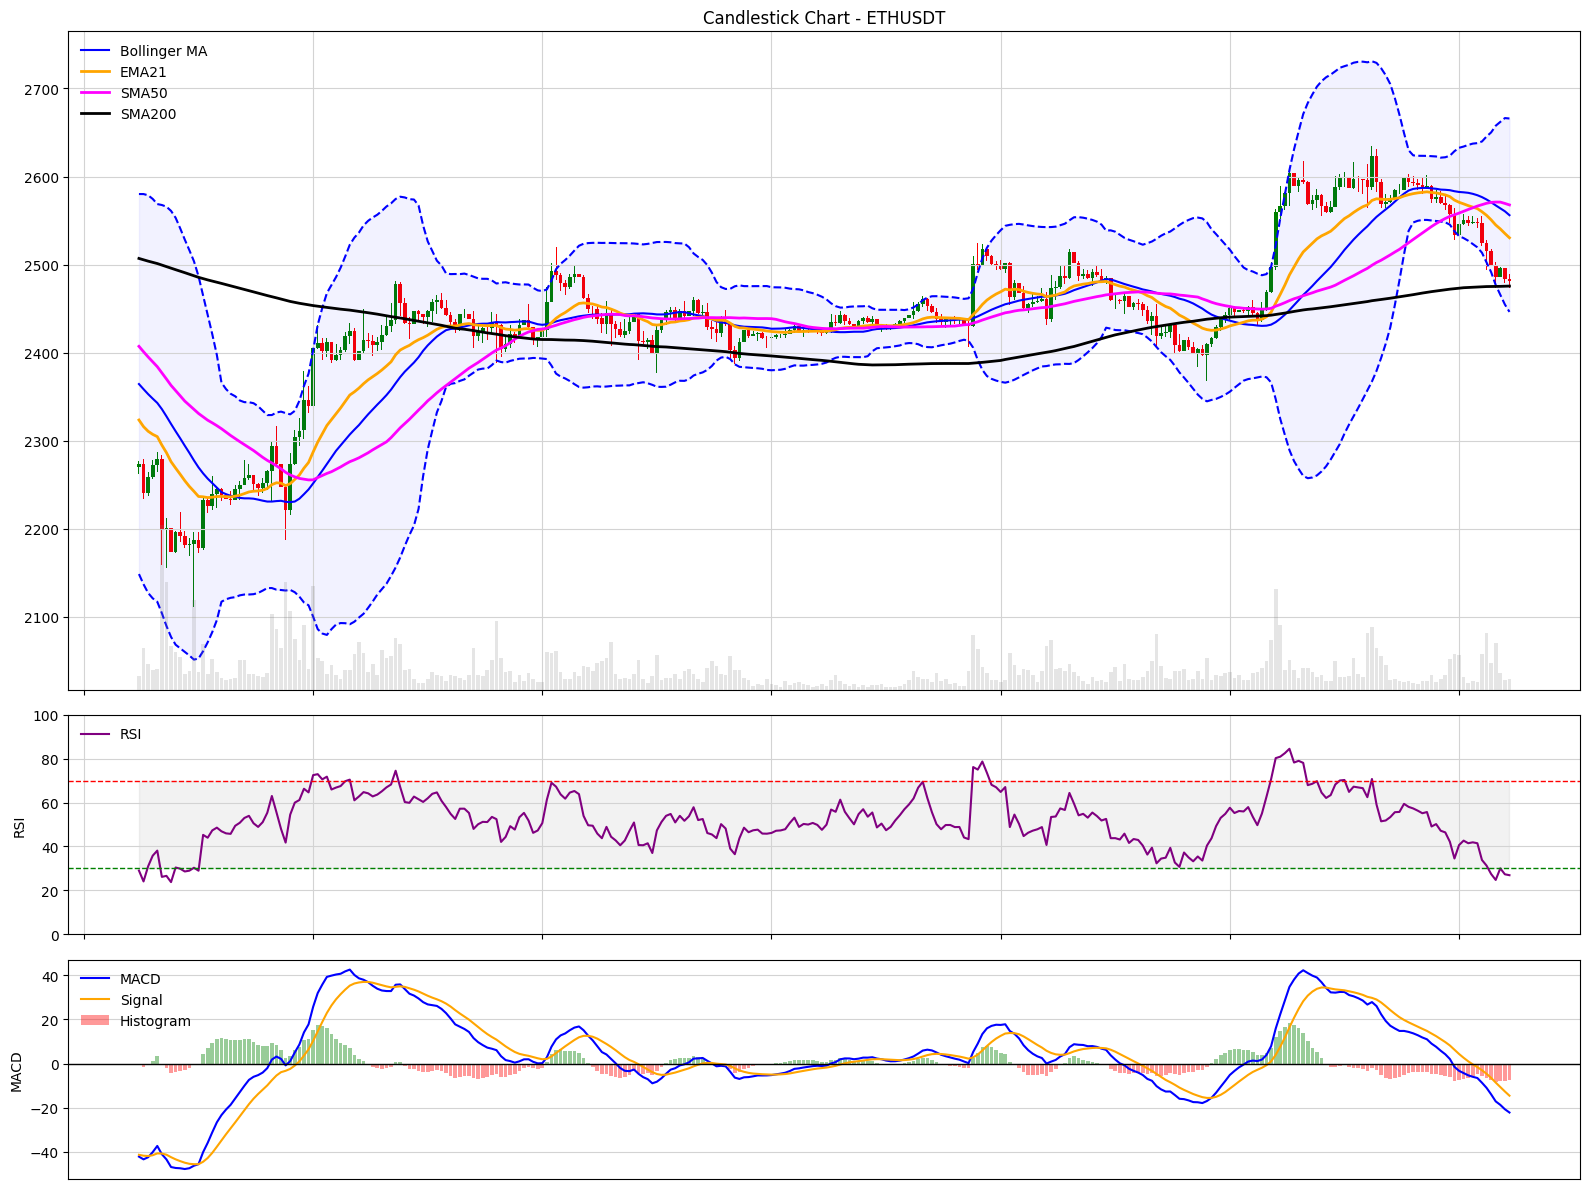 Candlestick Chart - ETHUSDT
Bollinger MA
EMA21
SMA50
SMA200
2700
2600
2500
2400
2300
2200
2100
RSI
100
80
60
40
20
0
RSI
MACD
Signal
Histogram
40
20
0
−20
−40
MACD